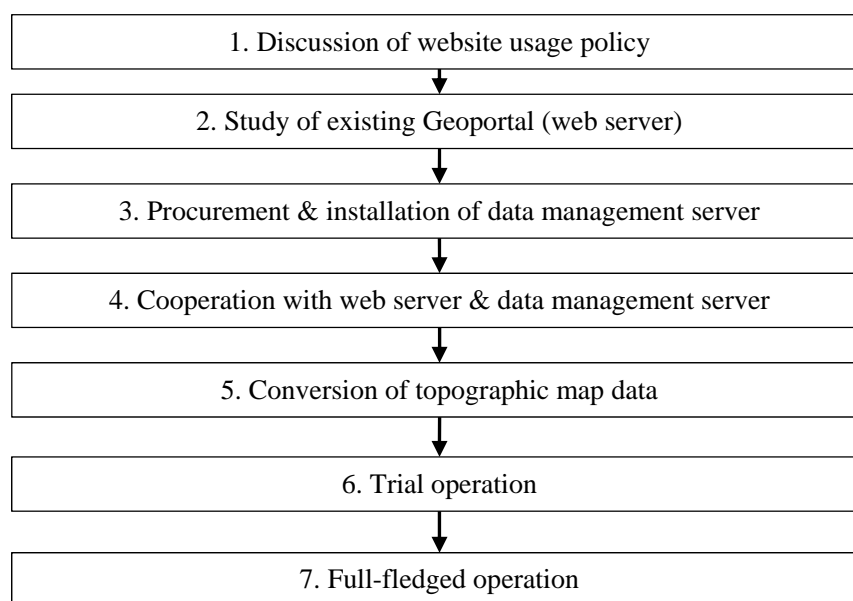 1. Discussion of website usage policy
2. Study of existing Geoportal (web server)
3. Procurement & installation of data management server
4. Cooperation with web server & data management server
5. Conversion of topographic map data
6. Trial operation
7. Full-fledged operation